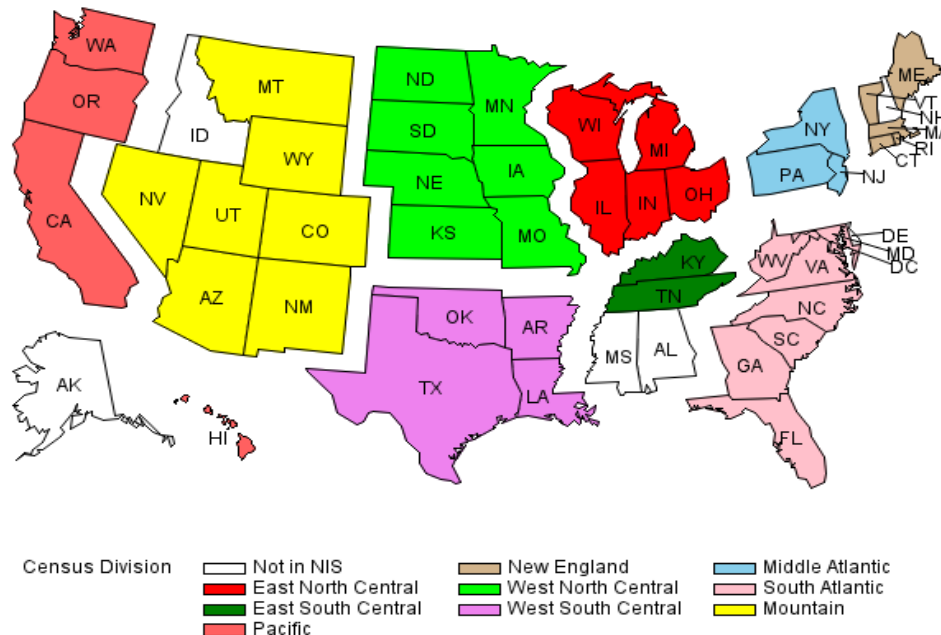 WA
OR
CA
ID
MT
WY
NV
UT
CO
AZ
NM
ND
SD
NE
KS
MN
IA
MO
WI
MI
IL
IN
OH
NY
PA
NJ
ME
VT
NH
MA
RI
CT
DE
MD
DC
WV
VA
NC
SC
GA
FL
KY
TN
MS
AL
OK
AR
TX
LA
AK
HI
Census Division
Not in NIS
New England
Middle Atlantic
East North Central
West North Central
South Atlantic
East South Central
West South Central
Mountain
Pacific